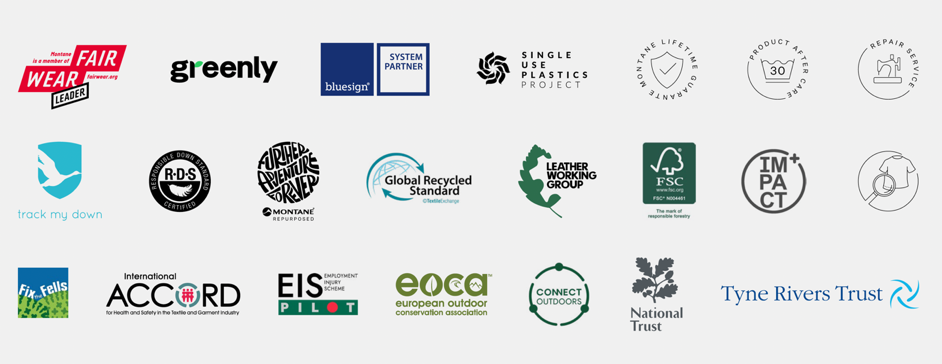 Montane
is a member of
FAIR
WEAR
fairwear.org
LEADER
greenly
bluesign®
SYSTEM
PARTNER
SINGLE
USE
PLASTICS
PROJECT
MONTANE LIFETIME GUARANTE
PRODUCT AFTER CARE
30
REPAIR SERVICE
track my down
RESPONSIBLE DOWN STANDARD
R·D·S
CERTIFIED
FURTHER
ADVENTURE
FOREVER
MONTANE®
REPURPOSED
Global Recycled
Standard
©TextileExchange
LEATHER
WORKING
GROUP
FSC
www.fsc.org
FSC® N004491
The mark of
responsible forestry
IM+
PA
CT
Fix the Fells
International
ACCORD
for Health and Safety in the Textile and Garment Industry
EIS
EMPLOYMENT
INJURY
SCHEME
PILOT
eoca™
european outdoor
conservation association
CONNECT
OUTDOORS
National
Trust
Tyne Rivers Trust